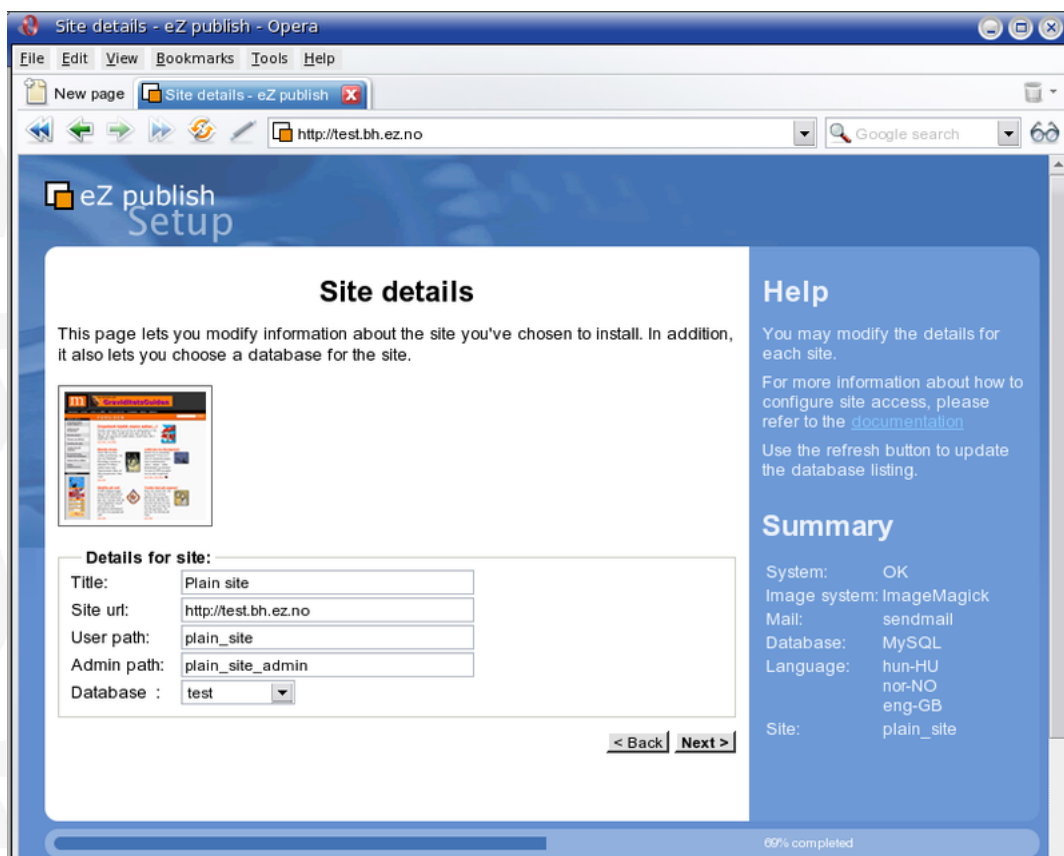 Site details - eZ publish - Opera
File Edit View Bookmarks Tools Help
New page Site details - eZ publish
http://test.bh.ez.no Google search
eZ publish
Setup
Site details
This page lets you modify information about the site you've chosen to install. In addition,
it also lets you choose a database for the site.
m GraviditetsGuiden
Details for site:
Title: Plain site
Site url: http://test.bh.ez.no
User path: plain_site
Admin path: plain_site_admin
Database : test
< Back Next >
Help
You may modify the details for
each site.
For more information about how to
configure site access, please
refer to the documentation
Use the refresh button to update
the database listing.
Summary
System: OK
Image system: ImageMagick
Mail: sendmail
Database: MySQL
Language: hun-HU
nor-NO
eng-GB
Site: plain_site
69% completed